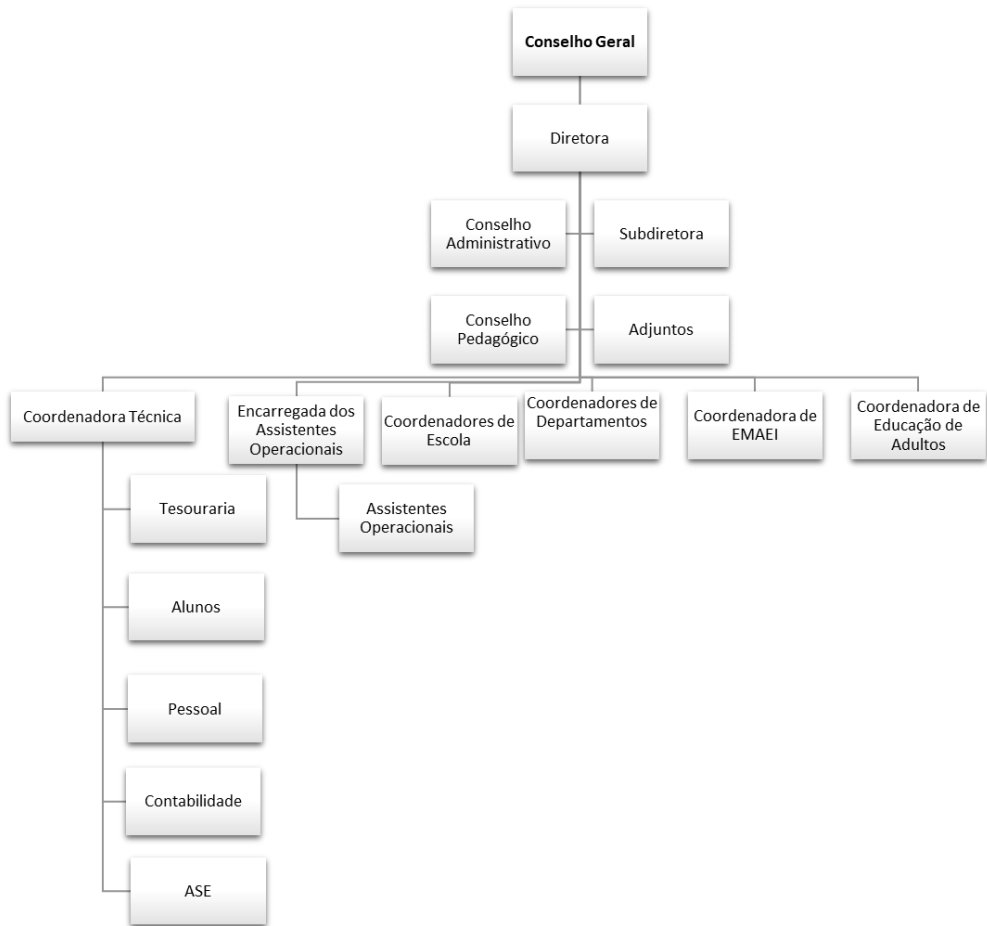 Conselho Geral
Diretora
Conselho
Administrativo
Subdiretora
Conselho
Pedagógico
Adjuntos
Coordenadora Técnica
Encarregada dos
Assistentes
Operacionais
Coordenadores de
Escola
Coordenadores de
Departamentos
Coordenadora de
EMAEI
Coordenadora de
Educação de
Adultos
Tesouraria
Assistentes
Operacionais
Alunos
Pessoal
Contabilidade
ASE